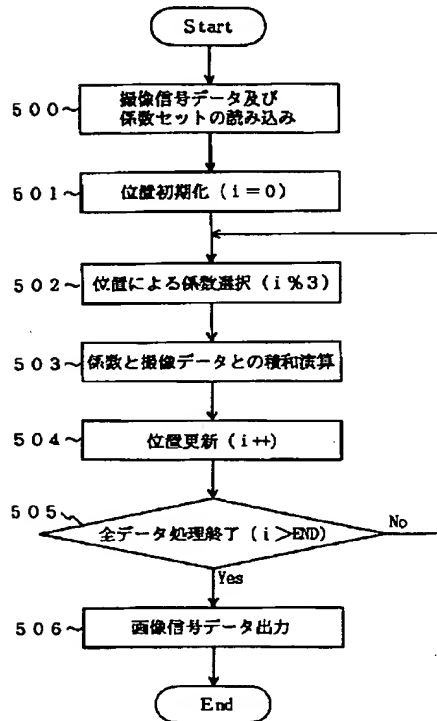 Start
500
撮像信号データ及び
係数セットの読み込み
501
位置初期化（i＝0）
502
位置による係数選択（i％3）
503
係数と撮像データとの積和演算
504
位置更新（i++）
505
全データ処理終了（i＞END）
No
Yes
506
画像信号データ出力
End